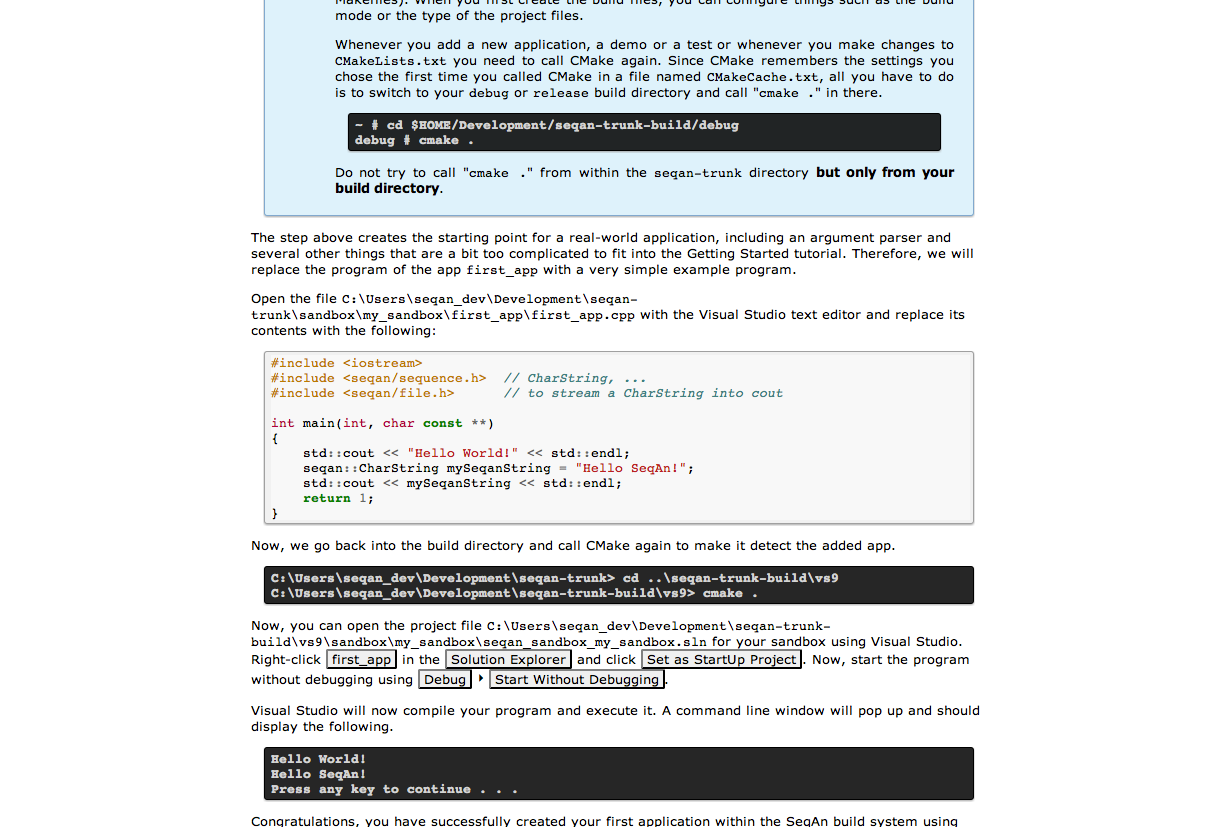 Makefiles). When you first create the build files, you can configure things such as the build
mode or the type of the project files.
Whenever you add a new application, a demo or a test or whenever you make changes to
CMakeLists.txt you need to call CMake again. Since CMake remembers the settings you
chose the first time you called CMake in a file named CMakeCache.txt, all you have to do
is to switch to your debug or release build directory and call "cmake ." in there.
~ # cd $HOME/Development/seqan-trunk-build/debug
debug # cmake .
Do not try to call "cmake ." from within the seqan-trunk directory but only from your
build directory.
The step above creates the starting point for a real-world application, including an argument parser and
several other things that are a bit too complicated to fit into the Getting Started tutorial. Therefore, we will
replace the program of the app first_app with a very simple example program.
Open the file C:\Users\seqan_dev\Development\seqan-
trunk\sandbox\my_sandbox\first_app\first_app.cpp with the Visual Studio text editor and replace its
contents with the following:
#include <iostream>
#include <seqan/sequence.h>  // CharString, ...
#include <seqan/file.h>      // to stream a CharString into cout
int main(int, char const **)
{
    std::cout << "Hello World!" << std::endl;
    seqan::CharString mySeqanString = "Hello SeqAn!";
    std::cout << mySeqanString << std::endl;
    return 1;
}
Now, we go back into the build directory and call CMake again to make it detect the added app.
C:\Users\seqan_dev\Development\seqan-trunk> cd ..\seqan-trunk-build\vs9
C:\Users\seqan_dev\Development\seqan-trunk-build\vs9> cmake .
Now, you can open the project file C:\Users\seqan_dev\Development\seqan-trunk-
build\vs9\sandbox\my_sandbox\seqan_sandbox_my_sandbox.sln for your sandbox using Visual Studio.
Right-click first_app in the Solution Explorer and click Set as StartUp Project. Now, start the program
without debugging using Debug ‣ Start Without Debugging.
Visual Studio will now compile your program and execute it. A command line window will pop up and should
display the following.
Hello World!
Hello SeqAn!
Press any key to continue . . .
Congratulations, you have successfully created your first application within the SeqAn build system using